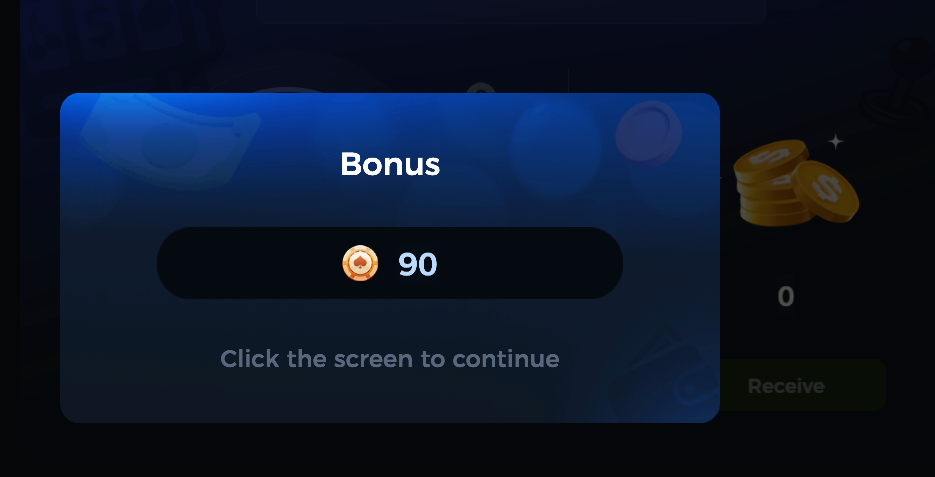 Bonus
90
Click the screen to continue
0
Receive